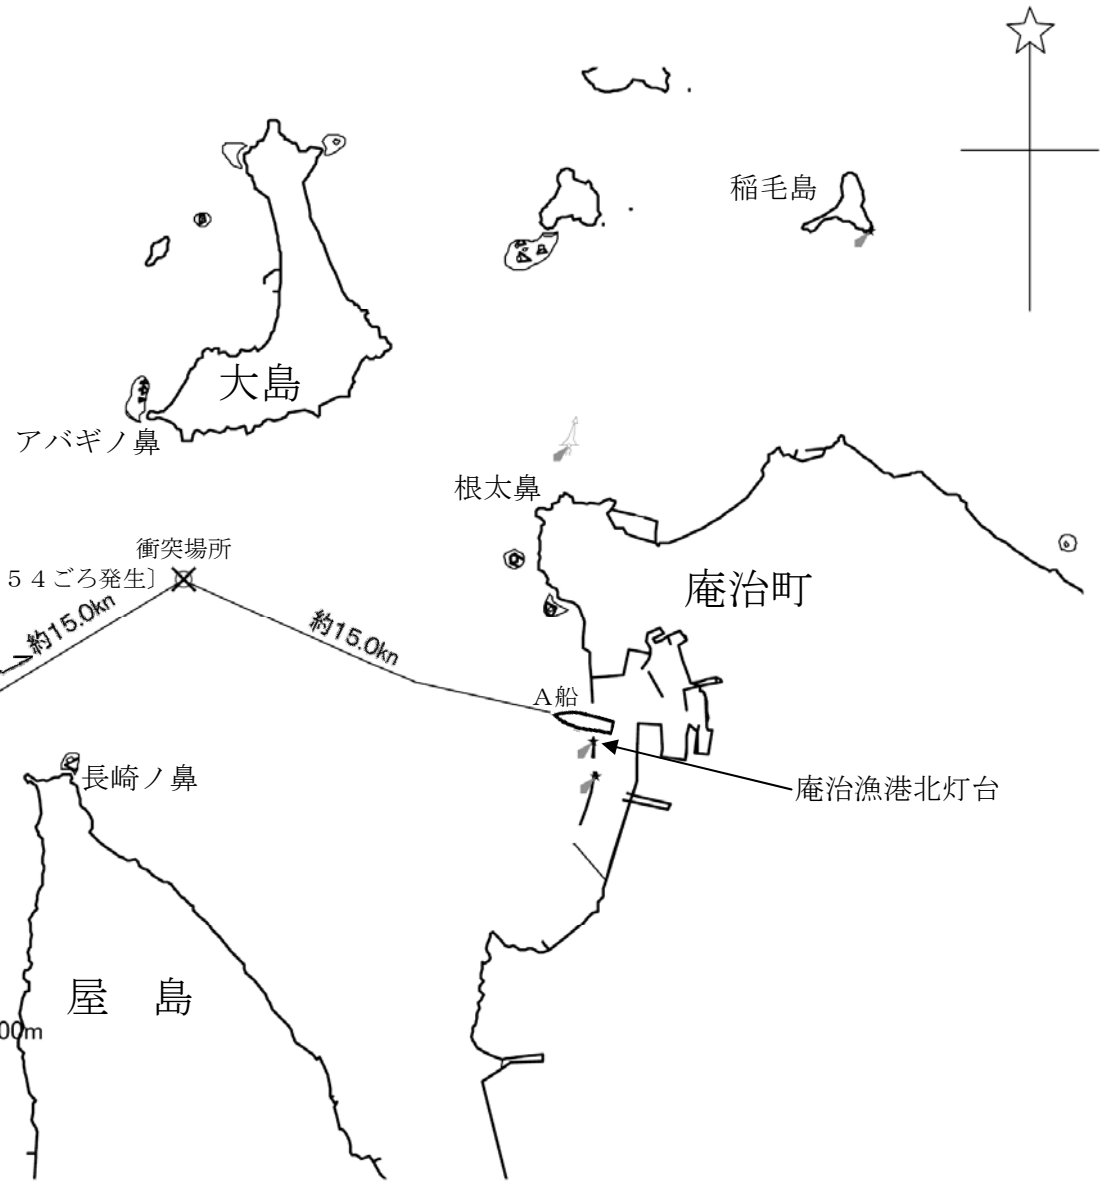 稲毛島
大島
アバギノ鼻
根太鼻
衝突場所
５４ごろ発生〕
庵治町
約15.0kn
約15.0kn
Ａ船
長崎ノ鼻
庵治漁港北灯台
屋　島
00m